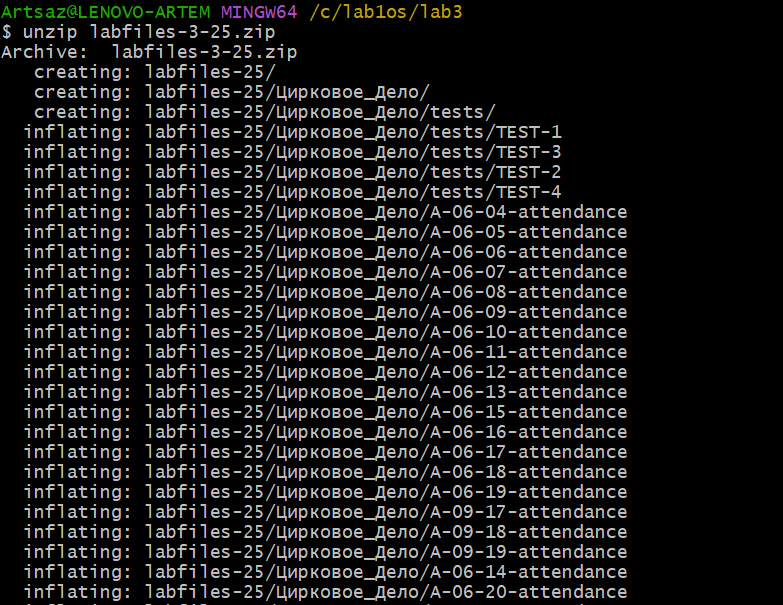 Artsaz@LENOVO-ARTEM MINGW64 /c/lab1os/lab3
$ unzip labfiles-3-25.zip
Archive:  labfiles-3-25.zip
   creating: labfiles-25/
   creating: labfiles-25/Цирковое_Дело/
   creating: labfiles-25/Цирковое_Дело/tests/
  inflating: labfiles-25/Цирковое_Дело/tests/TEST-1
  inflating: labfiles-25/Цирковое_Дело/tests/TEST-3
  inflating: labfiles-25/Цирковое_Дело/tests/TEST-2
  inflating: labfiles-25/Цирковое_Дело/tests/TEST-4
  inflating: labfiles-25/Цирковое_Дело/A-06-04-attendance
  inflating: labfiles-25/Цирковое_Дело/A-06-05-attendance
  inflating: labfiles-25/Цирковое_Дело/A-06-06-attendance
  inflating: labfiles-25/Цирковое_Дело/A-06-07-attendance
  inflating: labfiles-25/Цирковое_Дело/A-06-08-attendance
  inflating: labfiles-25/Цирковое_Дело/A-06-09-attendance
  inflating: labfiles-25/Цирковое_Дело/A-06-10-attendance
  inflating: labfiles-25/Цирковое_Дело/A-06-11-attendance
  inflating: labfiles-25/Цирковое_Дело/A-06-12-attendance
  inflating: labfiles-25/Цирковое_Дело/A-06-13-attendance
  inflating: labfiles-25/Цирковое_Дело/A-06-15-attendance
  inflating: labfiles-25/Цирковое_Дело/A-06-16-attendance
  inflating: labfiles-25/Цирковое_Дело/A-06-17-attendance
  inflating: labfiles-25/Цирковое_Дело/A-06-18-attendance
  inflating: labfiles-25/Цирковое_Дело/A-06-19-attendance
  inflating: labfiles-25/Цирковое_Дело/A-09-17-attendance
  inflating: labfiles-25/Цирковое_Дело/A-09-18-attendance
  inflating: labfiles-25/Цирковое_Дело/A-09-19-attendance
  inflating: labfiles-25/Цирковое_Дело/A-06-14-attendance
  inflating: labfiles-25/Цирковое_Дело/A-06-20-attendance